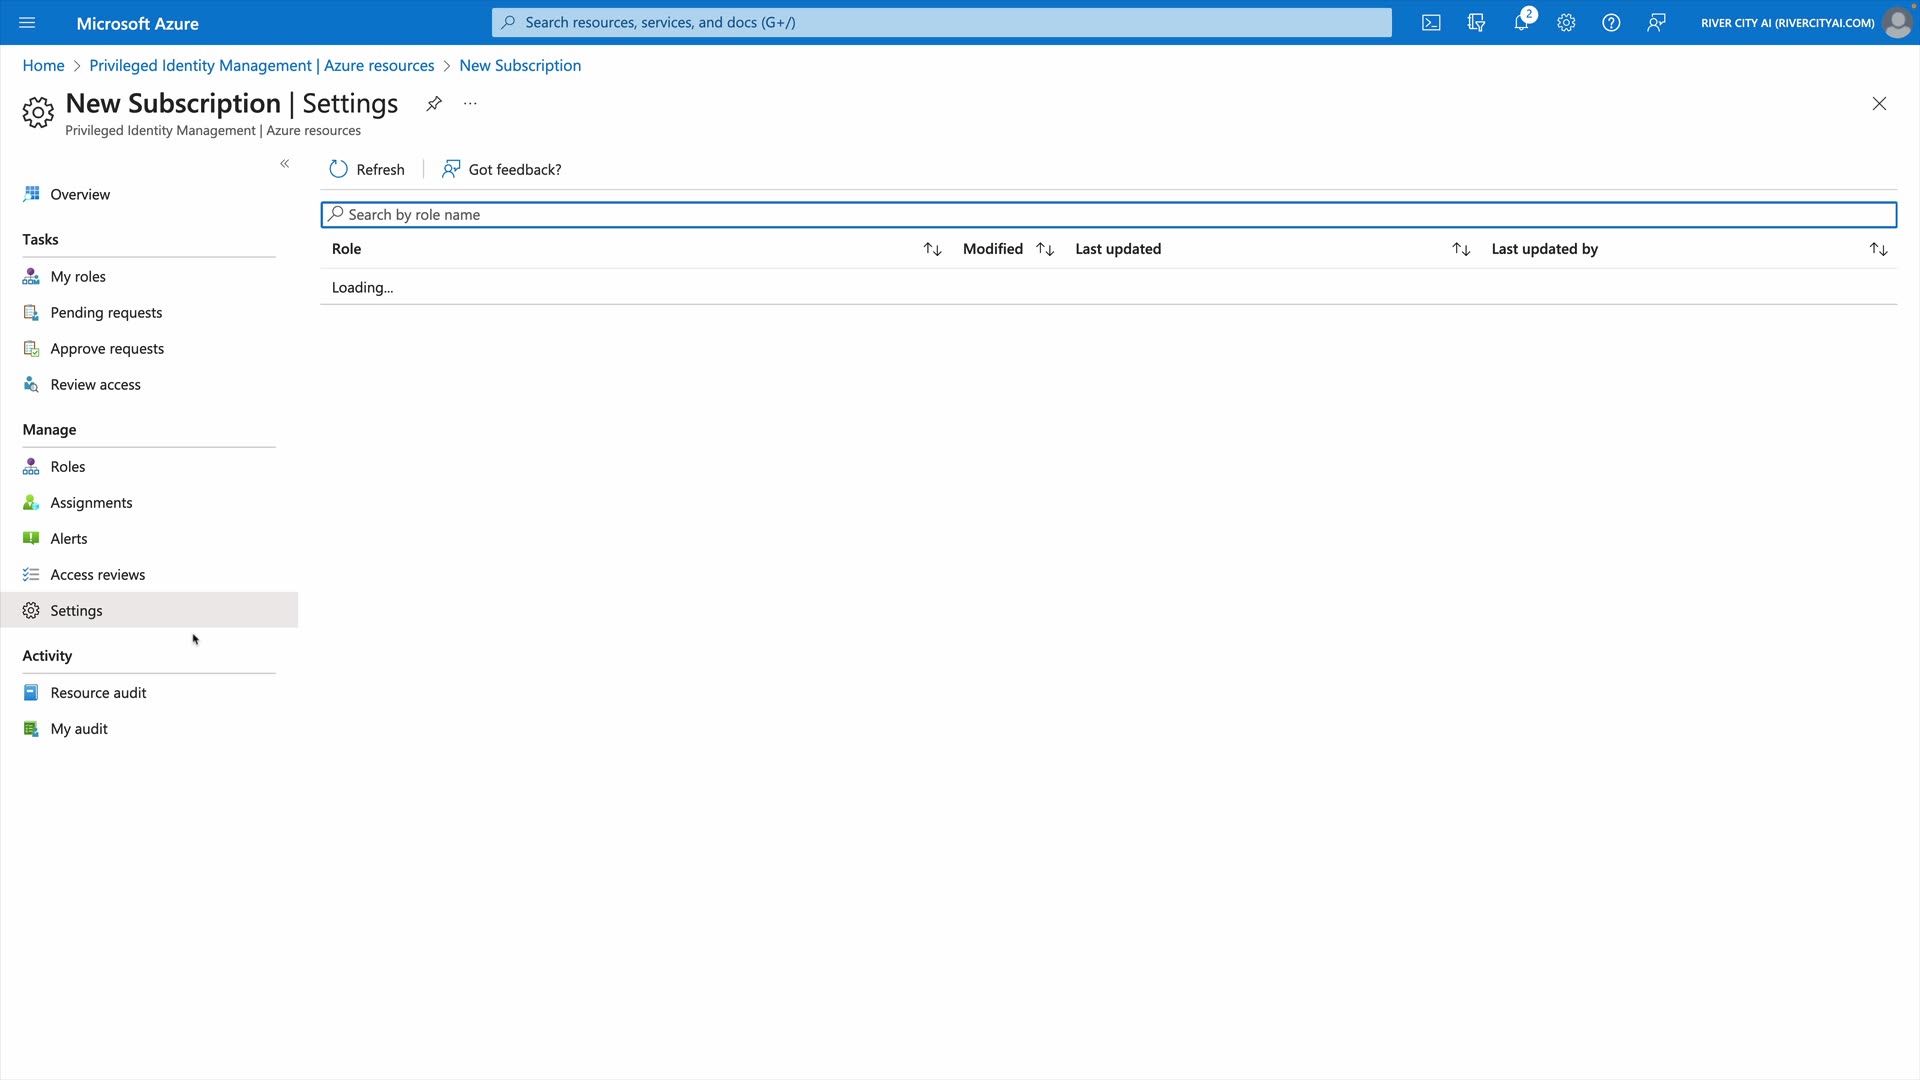 Microsoft Azure
Search resources, services, and docs (G+/)
2
RIVER CITY AI (RIVERCITYAI.COM)
Home > Privileged Identity Management | Azure resources > New Subscription
New Subscription | Settings
...
Privileged Identity Management | Azure resources
«
Refresh
Got feedback?
Overview
Search by role name
Tasks
Role
Modified
Last updated
Last updated by
My roles
Loading...
Pending requests
Approve requests
Review access
Manage
Roles
Assignments
Alerts
Access reviews
Settings
Activity
Resource audit
My audit